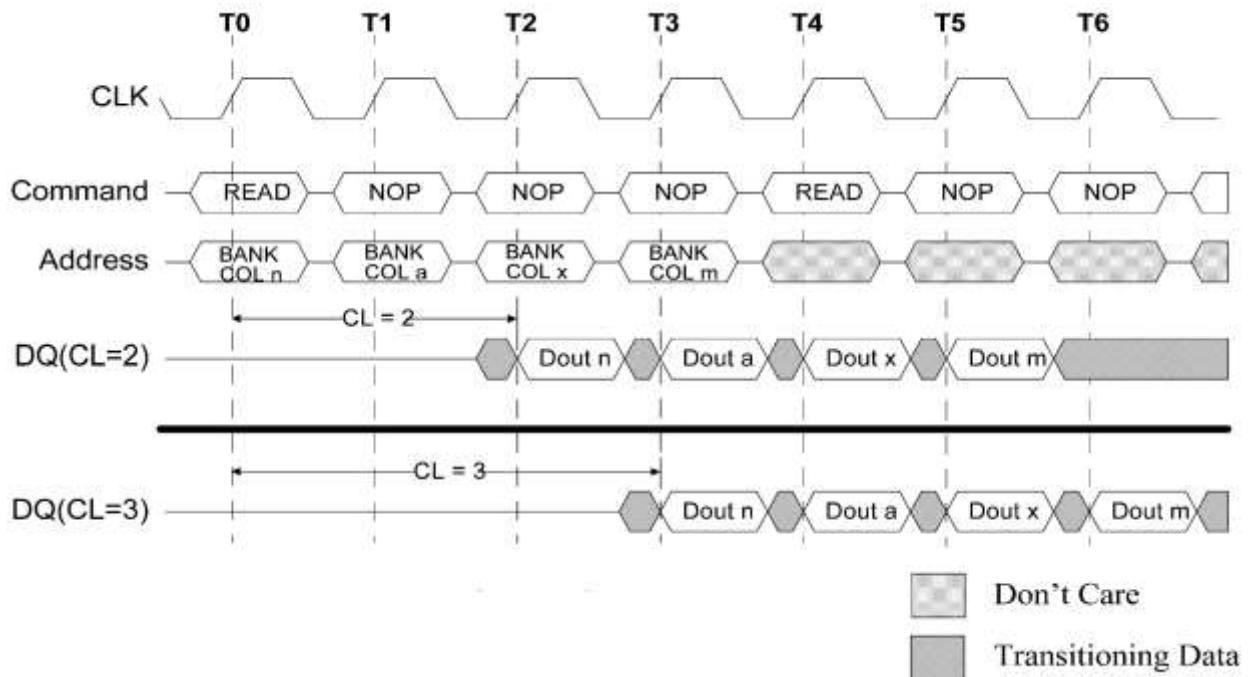 T0 T1 T2 T3 T4 T5 T6
CLK
Command READ NOP NOP NOP READ NOP NOP
Address BANK COL n BANK COL a BANK COL x BANK COL m
CL = 2
DQ(CL=2) Dout n Dout a Dout x Dout m
CL = 3
DQ(CL=3) Dout n Dout a Dout x Dout m
Don't Care
Transitioning Data